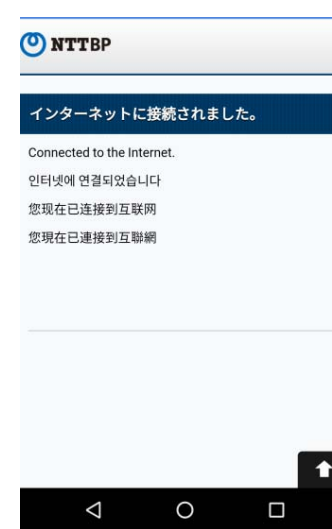 NTTBP
インターネットに接続されました。
Connected to the Internet.
인터넷에 연결되었습니다
您现在已连接到互联网
您現在已連接到互聯網